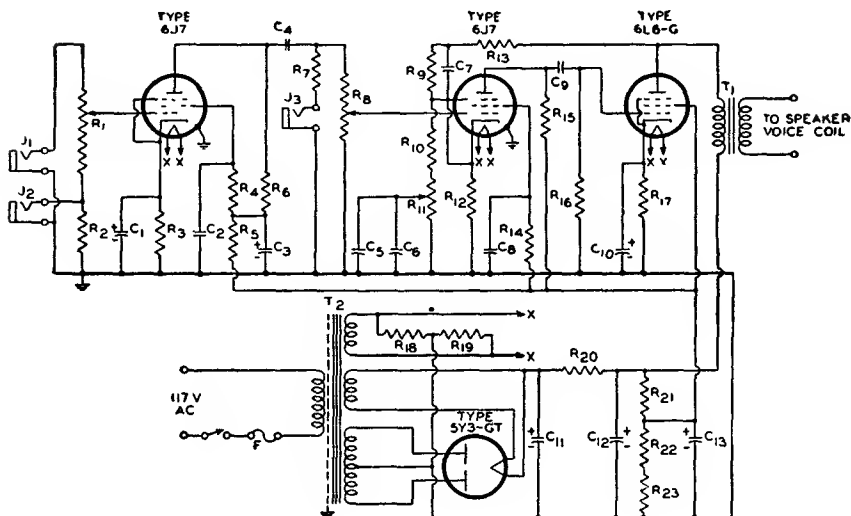 TYPE
6J7
TYPE
6J7
TYPE
6L6-G
C4
R7
J3
R8
R9
C7
R13
C9
R15
T1
TO SPEAKER
VOICE COIL
J1
R1
X X
X X
X X
J2
R2
C1
R3
C2
R4
R5
R6
C3
R10
R11
C5
C6
R12
C8
R14
R16
C10
R17
T2
X
R18
R19
X
117 V
AC
F
TYPE
5Y3-GT
R20
C11
C12
R21
R22
R23
C13